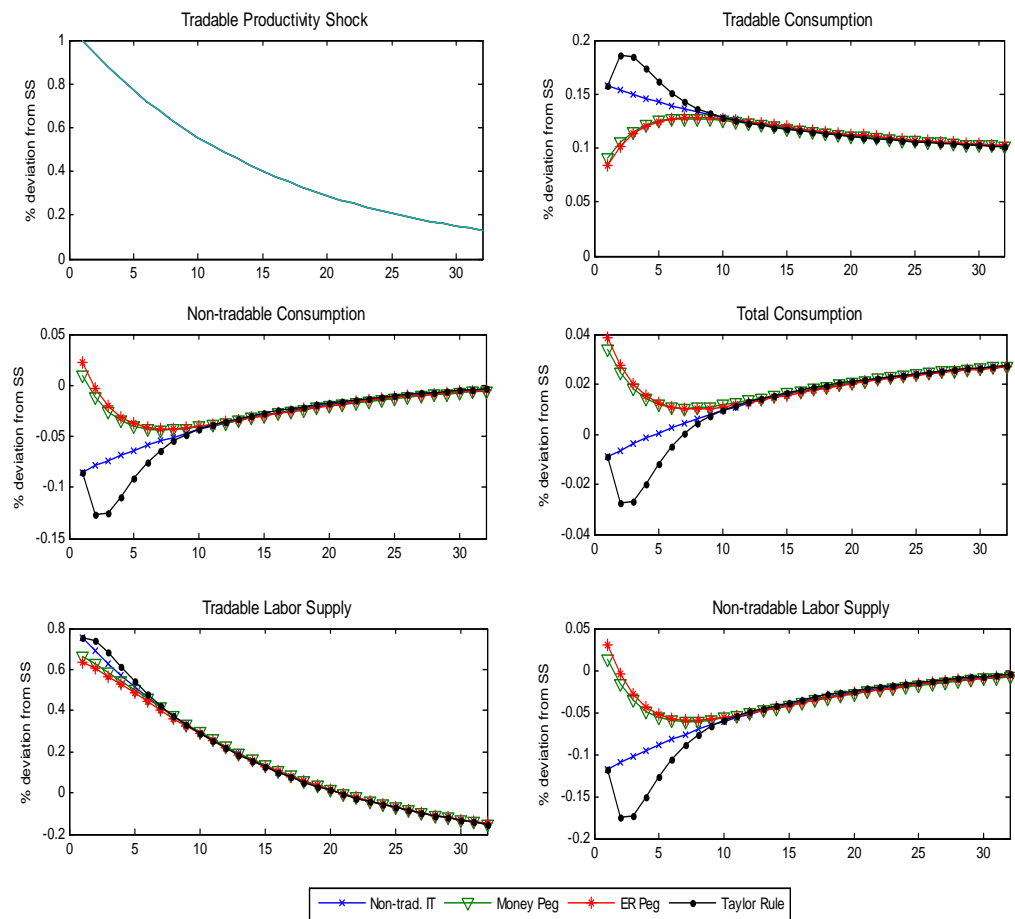 Tradable Productivity Shock
% deviation from SS
1
0.8
0.6
0.4
0.2
0
0 5 10 15 20 25 30
Tradable Consumption
% deviation from SS
0.2
0.15
0.1
0.05
0
0 5 10 15 20 25 30
Non-tradable Consumption
% deviation from SS
0.05
0
-0.05
-0.1
-0.15
0 5 10 15 20 25 30
Total Consumption
% deviation from SS
0.04
0.02
0
-0.02
-0.04
0 5 10 15 20 25 30
Tradable Labor Supply
% deviation from SS
0.8
0.6
0.4
0.2
0
-0.2
0 5 10 15 20 25 30
Non-tradable Labor Supply
% deviation from SS
0.05
0
-0.05
-0.1
-0.15
-0.2
0 5 10 15 20 25 30
Non-trad. IT Money Peg ER Peg Taylor Rule